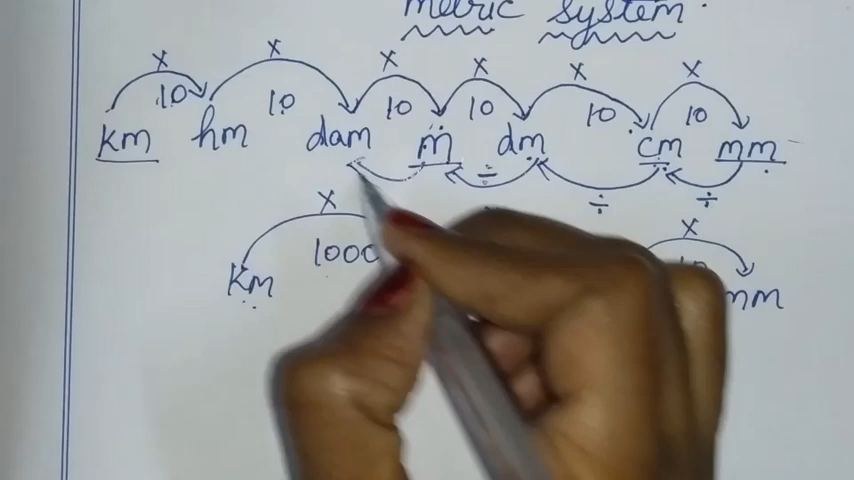 Metric System.
x x x x x x
10 10 10 10 10 10
km hm dam m dm cm mm
÷ ÷ ÷
x x
1000
Km mm